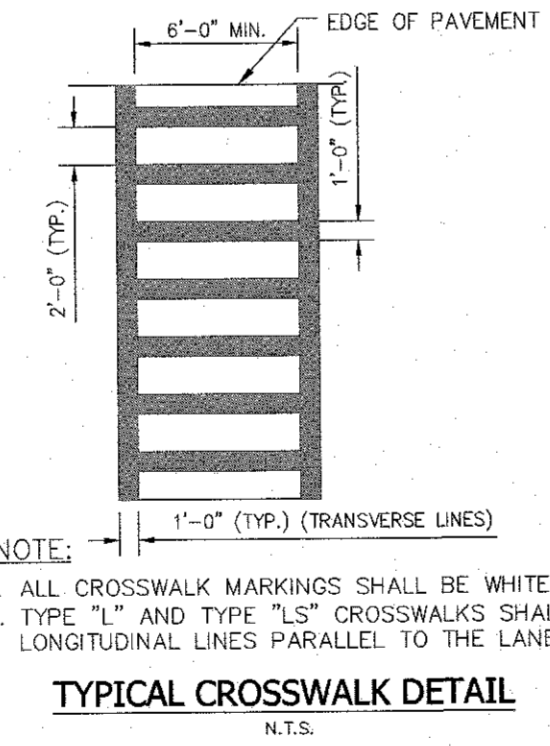 6'-0" MIN.
EDGE OF PAVEMENT
1'-0" (TYP.)
2'-0" (TYP.)
1'-0" (TYP.) (TRANSVERSE LINES)
NOTE:
. ALL CROSSWALK MARKINGS SHALL BE WHITE
. TYPE "L" AND TYPE "LS" CROSSWALKS
LONGITUDINAL LINES PARALLEL TO THE LANE
TYPICAL CROSSWALK DETAIL
N.T.S.